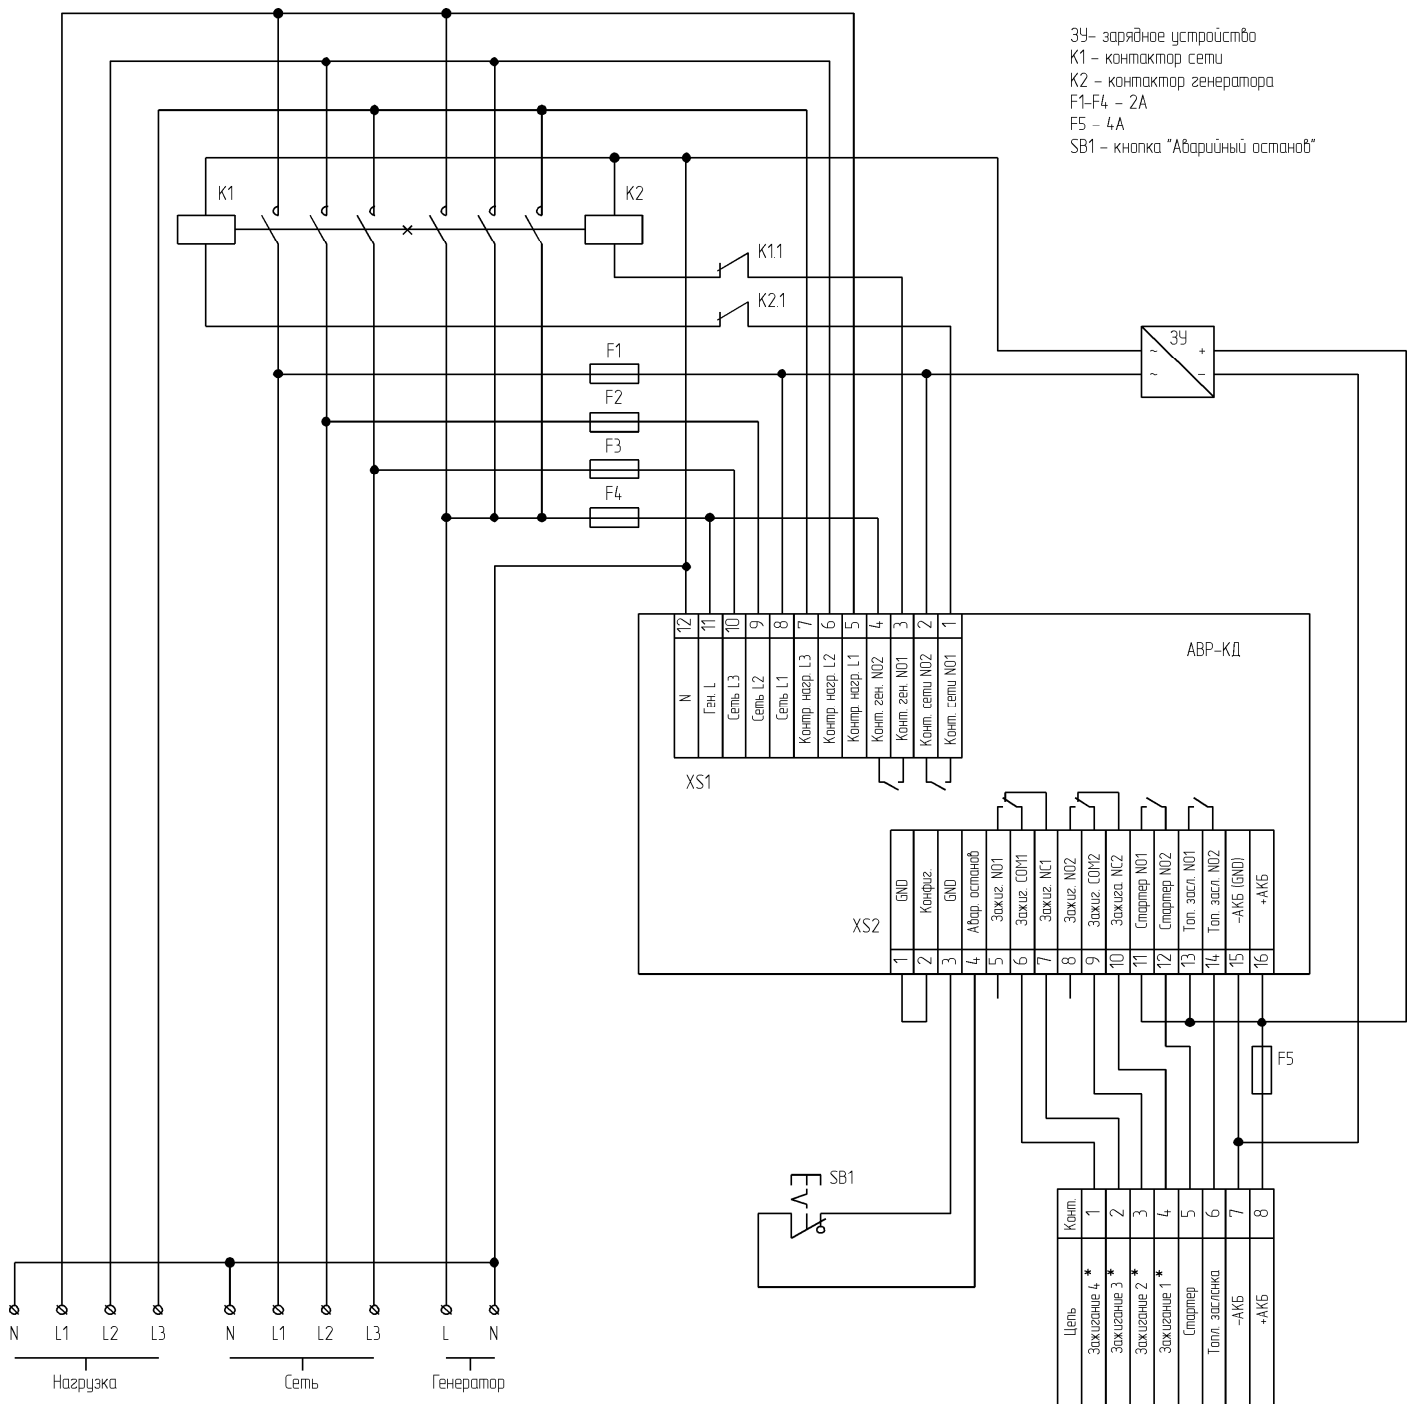 ЗУ- зарядное устройство
К1 - контактор сети
К2 - контактор генератора
F1-F4 - 2А
F5 - 4А
SB1 - кнопка "Аварийный останов"
К1
К2
К1.1
К2.1
ЗУ
~ +
~ -
F1
F2
F3
F4
АВР-КД
12 11 10 9 8 7 6 5 4 3 2 1
N
Ген. L
Сеть L3
Сеть L2
Сеть L1
Контр нагр. L3
Контр нагр. L2
Контр. нагр. L1
Конт. ген. NO2
Конт. ген. NO1
Конт. сети NO2
Конт. сети NO1
XS1
XS2
GND
Конфиг.
GND
Авар. останов
Зажиг. NO1
Зажиг. COM1
Зажиг. NC1
Зажиг. NO2
Зажиг. COM2
Зажига. NC2
Стартер NO1
Стартер NO2
Топ. засл. NO1
Топ. засл. NO2
-АКБ (GND)
+АКБ
1 2 3 4 5 6 7 8 9 10 11 12 13 14 15 16
F5
SB1
Конт. 1 2 3 4 5 6 7 8
Цепь
Зажигание 4 *
Зажигание 3 *
Зажигание 2 *
Зажигание 1 *
Стартер
Топл. заслснка
-АКБ
+АКБ
N L1 L2 L3 N L1 L2 L3 L N
Нагрузка Сеть Генератор